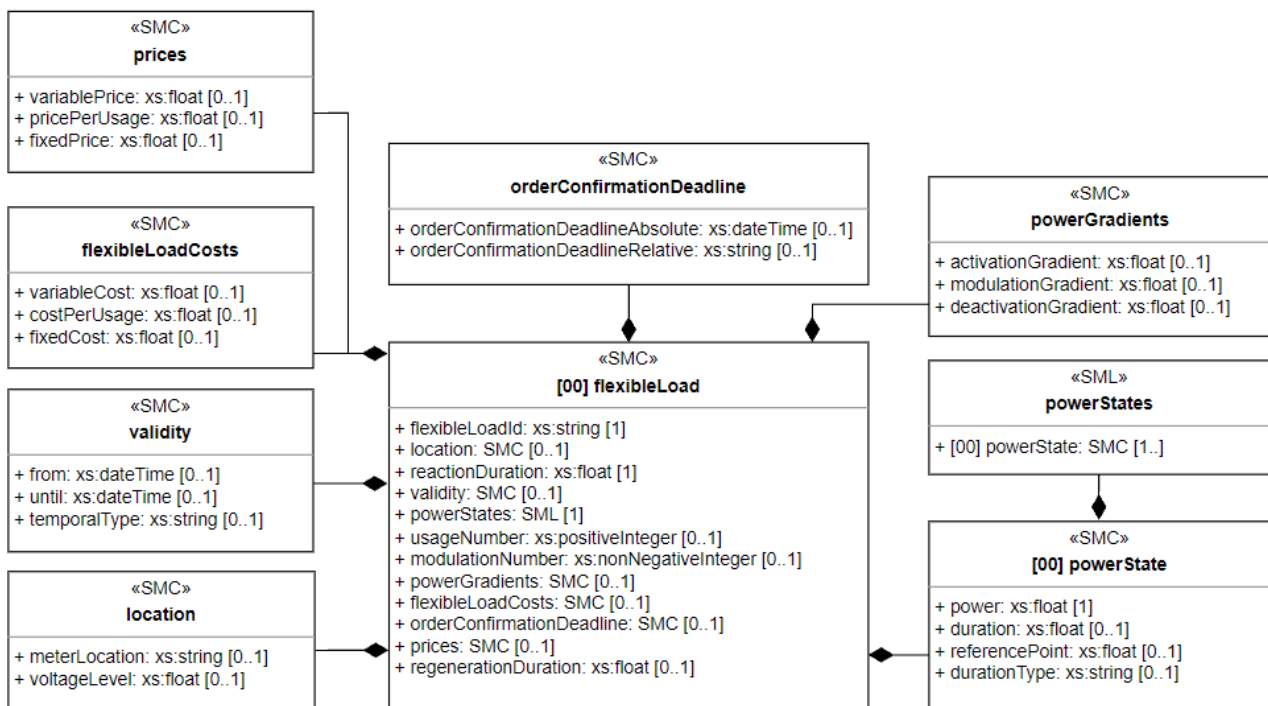 «SMC»
prices
+ variablePrice: xs:float [0..1]
+ pricePerUsage: xs:float [0..1]
+ fixedPrice: xs:float [0..1]
«SMC»
flexibleLoadCosts
+ variableCost: xs:float [0..1]
+ costPerUsage: xs:float [0..1]
+ fixedCost: xs:float [0..1]
«SMC»
validity
+ from: xs:dateTime [0..1]
+ until: xs:dateTime [0..1]
+ temporalType: xs:string [0..1]
«SMC»
location
+ meterLocation: xs:string [0..1]
+ voltageLevel: xs:float [0..1]
«SMC»
orderConfirmationDeadline
+ orderConfirmationDeadlineAbsolute: xs:dateTime [0..1]
+ orderConfirmationDeadlineRelative: xs:string [0..1]
«SMC»
[00] flexibleLoad
+ flexibleLoadId: xs:string [1]
+ location: SMC [0..1]
+ reactionDuration: xs:float [1]
+ validity: SMC [0..1]
+ powerStates: SML [1]
+ usageNumber: xs:positiveInteger [0..1]
+ modulationNumber: xs:nonNegativeInteger [0..1]
+ powerGradients: SMC [0..1]
+ flexibleLoadCosts: SMC [0..1]
+ orderConfirmationDeadline: SMC [0..1]
+ prices: SMC [0..1]
+ regenerationDuration: xs:float [0..1]
«SMC»
powerGradients
+ activationGradient: xs:float [0..1]
+ modulationGradient: xs:float [0..1]
+ deactivationGradient: xs:float [0..1]
«SML»
powerStates
+ [00] powerState: SMC [1..]
«SMC»
[00] powerState
+ power: xs:float [1]
+ duration: xs:float [0..1]
+ referencePoint: xs:float [0..1]
+ durationType: xs:string [0..1]